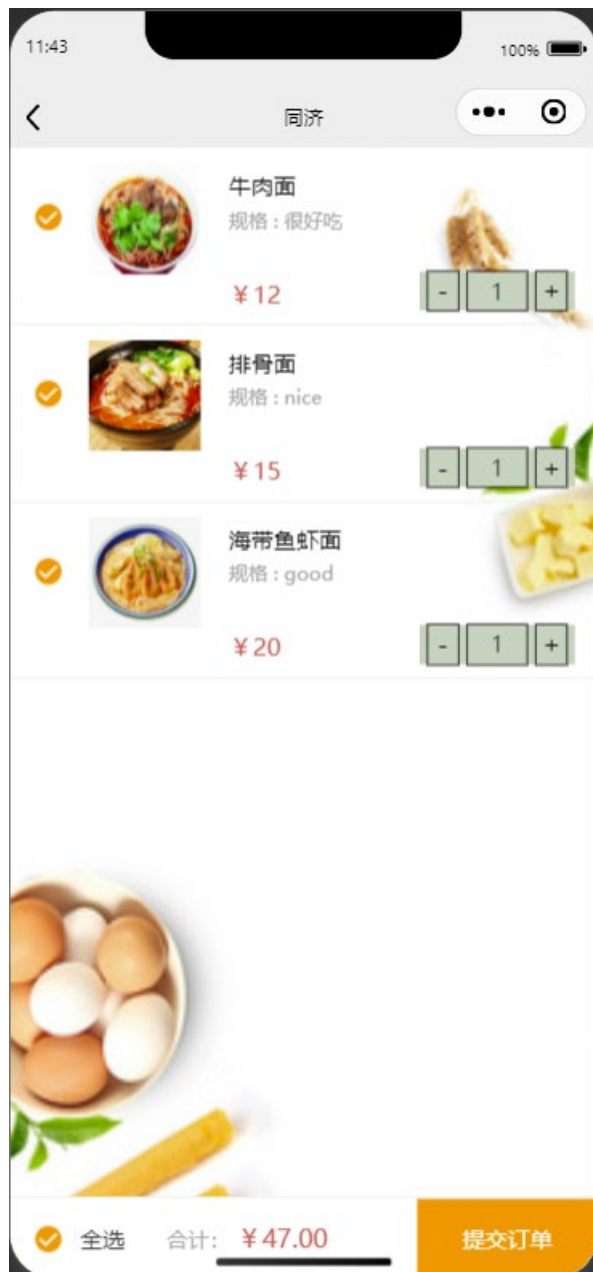 11:43
100%
同济
牛肉面
规格：很好吃
￥12
- 1 +
排骨面
规格：nice
￥15
- 1 +
海带鱼虾面
规格：good
￥20
- 1 +
全选 合计： ￥47.00 提交订单